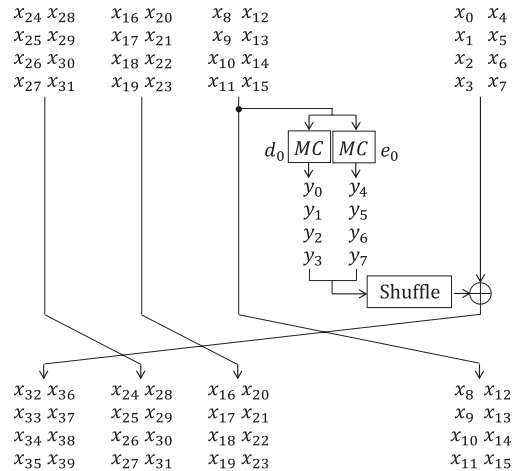 x₂₄ x₂₈ x₁₆ x₂₀ x₈ x₁₂ x₀ x₄
x₂₅ x₂₉ x₁₇ x₂₁ x₉ x₁₃ x₁ x₅
x₂₆ x₃₀ x₁₈ x₂₂ x₁₀ x₁₄ x₂ x₆
x₂₇ x₃₁ x₁₉ x₂₃ x₁₁ x₁₅ x₃ x₇
d₀ MC MC e₀
y₀ y₄
y₁ y₅
y₂ y₆
y₃ y₇
Shuffle
x₃₂ x₃₆ x₂₄ x₂₈ x₁₆ x₂₀ x₈ x₁₂
x₃₃ x₃₇ x₂₅ x₂₉ x₁₇ x₂₁ x₉ x₁₃
x₃₄ x₃₈ x₂₆ x₃₀ x₁₈ x₂₂ x₁₀ x₁₄
x₃₅ x₃₉ x₂₇ x₃₁ x₁₉ x₂₃ x₁₁ x₁₅